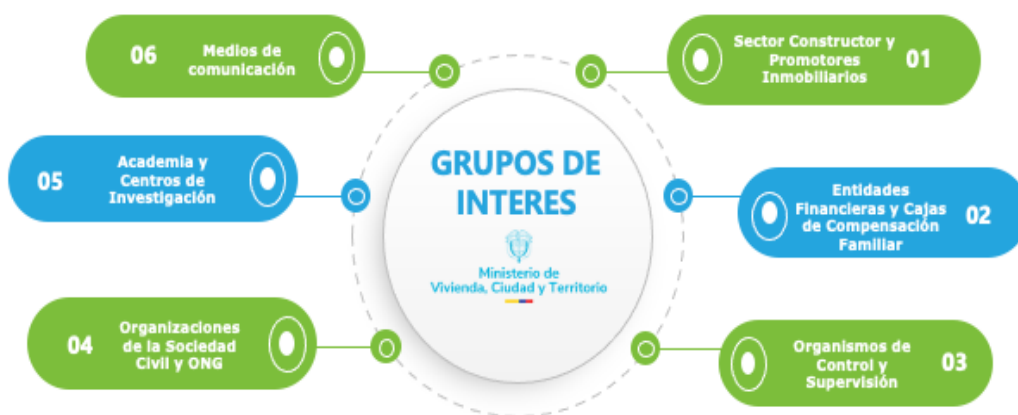 GRUPOS DE
INTERES
Ministerio de
Vivienda, Ciudad y Territorio
Sector Constructor y
Promotores
Inmobiliarios
01
Entidades
Financieras y Cajas
de Compensación
Familiar
02
Organismos de
Control y
Supervisión
03
04
Organizaciones
de la Sociedad
Civil y ONG
05
Academia y
Centros de
Investigación
06
Medios de
comunicación